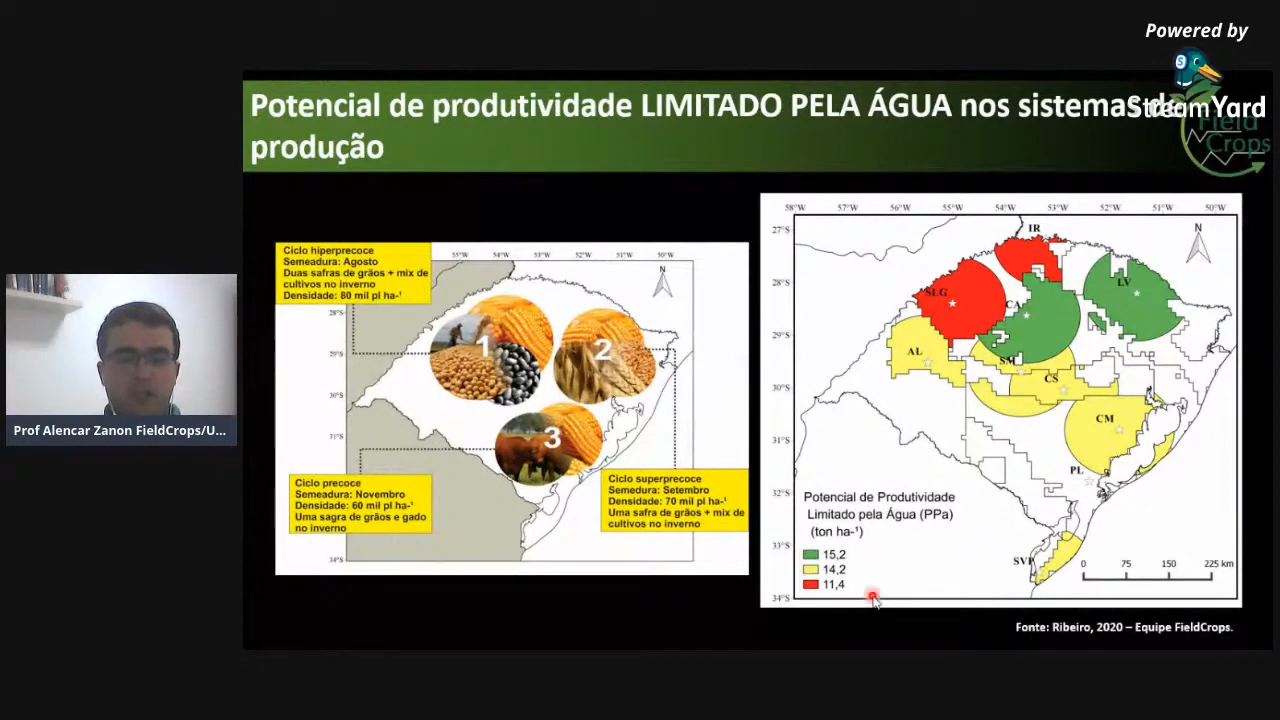 Powered by
StreamYard
Potencial de produtividade LIMITADO PELA ÁGUA nos sistemas de
produção
Field
Crops
Ciclo hiperprecoce
Semeadura: Agosto
Duas safras de grãos + mix de
cultivos no inverno
Densidade: 80 mil pl ha-¹
55°W 54°W 53°W 52°W 51°W 50°W
N
28°S
29°S
30°S
31°S
34°S
1
2
3
Ciclo precoce
Semeadura: Novembro
Densidade: 60 mil pl ha-¹
Uma sagra de grãos e gado
no inverno
Ciclo superprecoce
Semedura: Setembro
Densidade: 70 mil pl ha-¹
Uma safra de grãos + mix de
cultivos no inverno
58°W 57°W 56°W 55°W 54°W 53°W 52°W 51°W 50°W
27°S
28°S
29°S
30°S
31°S
32°S
33°S
34°S
N
IR
SLG
CA
LV
AL
SM
CS
CM
PL
SVP
Potencial de Produtividade
Limitado pela Água (PPa)
(ton ha-¹)
15,2
14,2
11,4
0 75 150 225 km
Fonte: Ribeiro, 2020 – Equipe FieldCrops.
Prof Alencar Zanon FieldCrops/U...